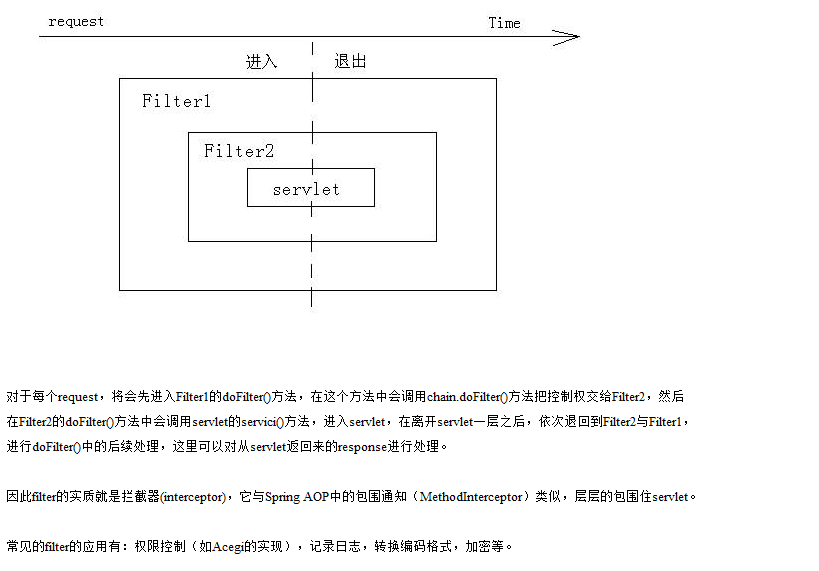 request
Time
进入
退出
Filter1
Filter2
servlet
对于每个request，将会先进入Filter1的doFilter()方法，在这个方法中会调用chain.doFilter()方法把控制权交给Filter2，然后
在Filter2的doFilter()方法中会调用servlet的servici()方法，进入servlet，在离开servlet一层之后，依次退回到Filter2与Filter1，
进行doFilter()中的后续处理，这里可以对从servlet返回来的response进行处理。
因此filter的实质就是拦截器(interceptor)，它与Spring AOP中的包围通知（MethodInterceptor）类似，层层的包围住servlet。
常见的filter的应用有：权限控制（如Acegi的实现），记录日志，转换编码格式，加密等。